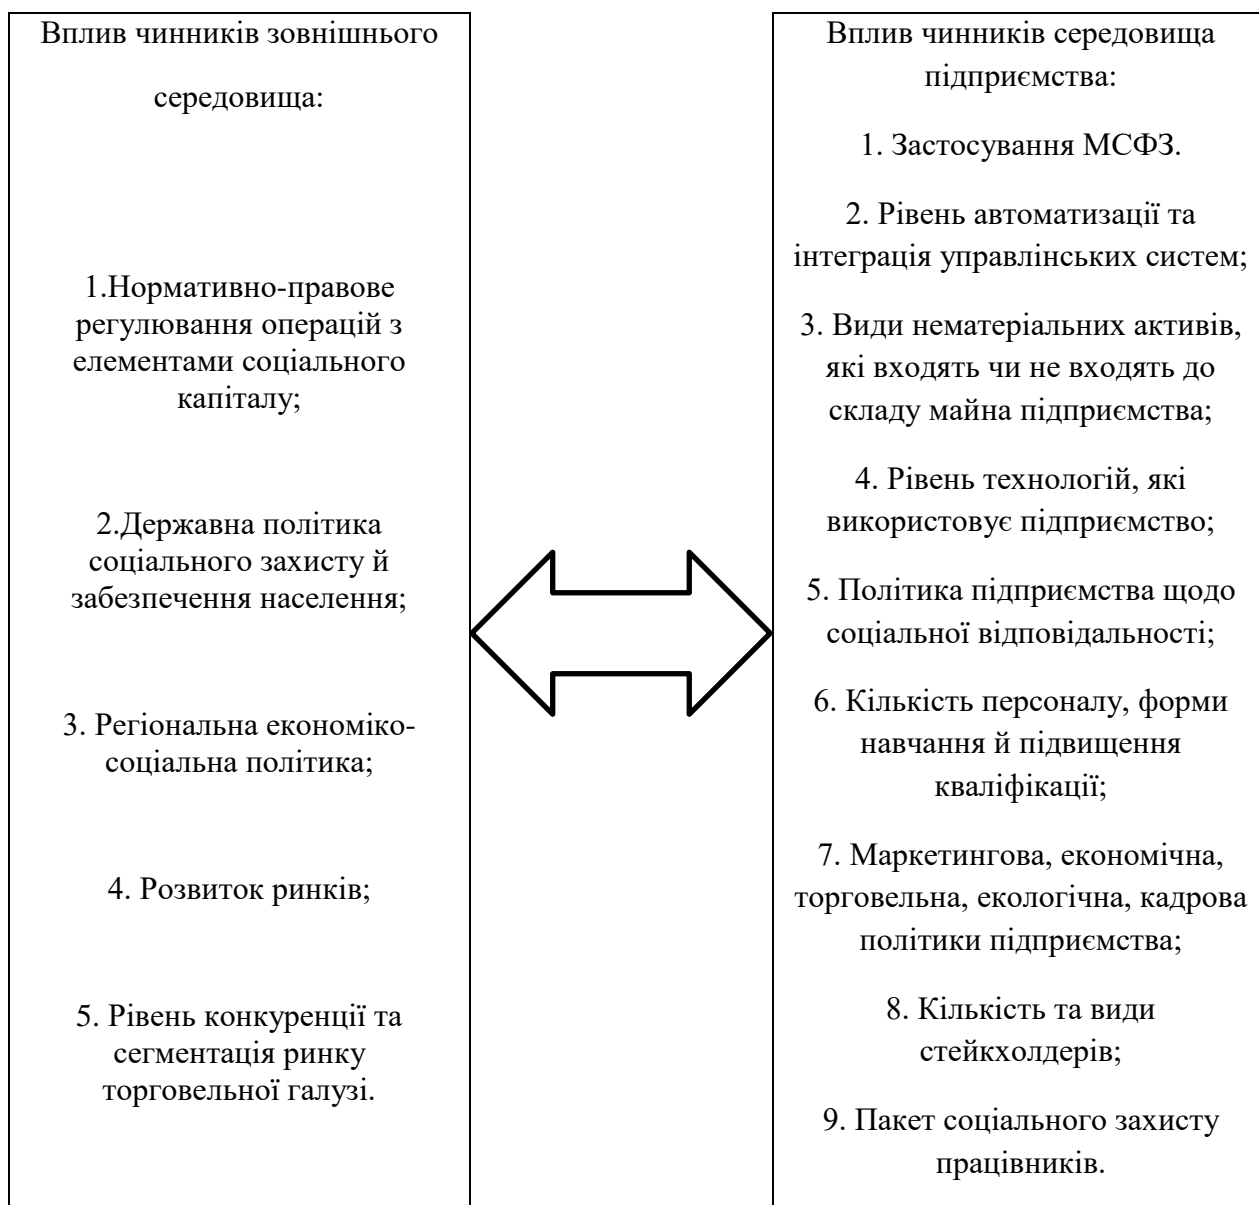 Вплив чинників зовнішнього
середовища:
1.Нормативно-правове
регулювання операцій з
елементами соціального
капіталу;
2.Державна політика
соціального захисту й
забезпечення населення;
3. Регіональна економіко-
соціальна політика;
4. Розвиток ринків;
5. Рівень конкуренції та
сегментація ринку
торговельної галузі.
Вплив чинників середовища
підприємства:
1. Застосування МСФЗ.
2. Рівень автоматизації та
інтеграція управлінських систем;
3. Види нематеріальних активів,
які входять чи не входять до
складу майна підприємства;
4. Рівень технологій, які
використовує підприємство;
5. Політика підприємства щодо
соціальної відповідальності;
6. Кількість персоналу, форми
навчання й підвищення
кваліфікації;
7. Маркетингова, економічна,
торговельна, екологічна, кадрова
політики підприємства;
8. Кількість та види
стейкхолдерів;
9. Пакет соціального захисту
працівників.